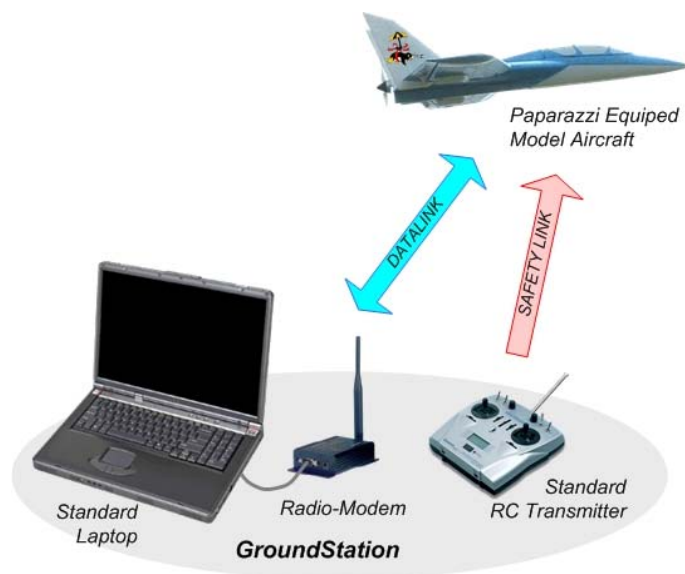 Paparazzi Equiped
Model Aircraft
DATALINK
SAFETY LINK
Standard
Laptop
Radio-Modem
Standard
RC Transmitter
GroundStation